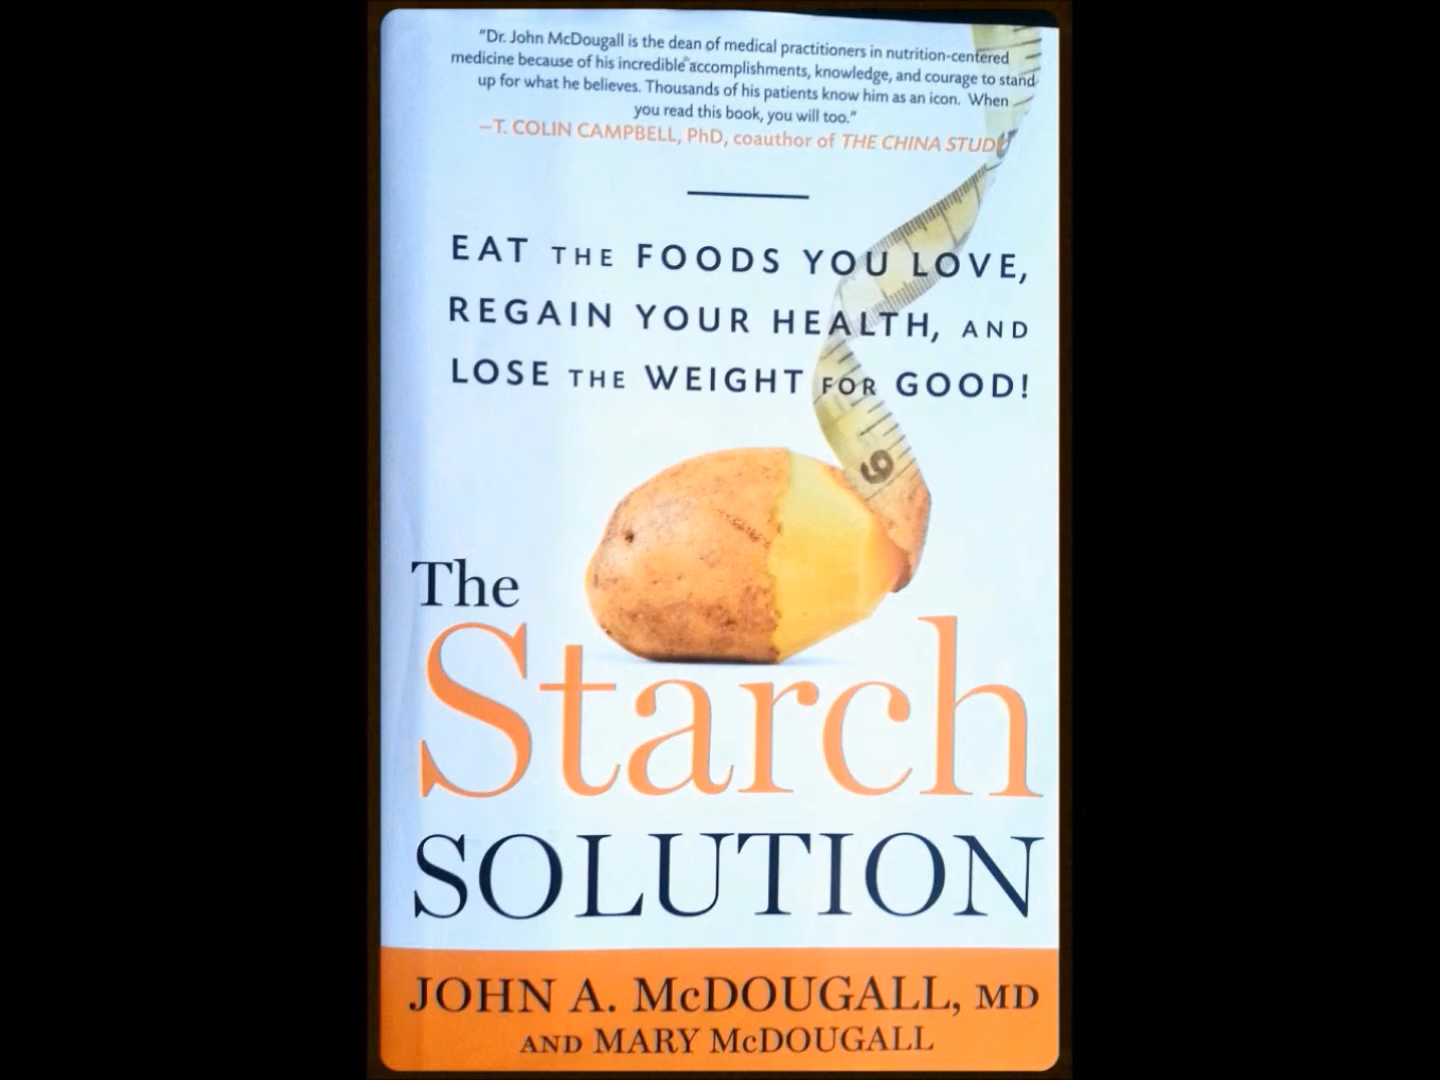 "Dr. John McDougall is the dean of medical practitioners in nutrition-centered
medicine because of his incredible accomplishments, knowledge, and courage to stand
up for what he believes. Thousands of his patients know him as an icon. When
you read this book, you will too."
—T. COLIN CAMPBELL, PhD, coauthor of THE CHINA STUDY
EAT THE FOODS YOU LOVE,
REGAIN YOUR HEALTH, AND
LOSE THE WEIGHT FOR GOOD!
9
The
Starch
SOLUTION
JOHN A. McDOUGALL, MD
AND MARY McDOUGALL